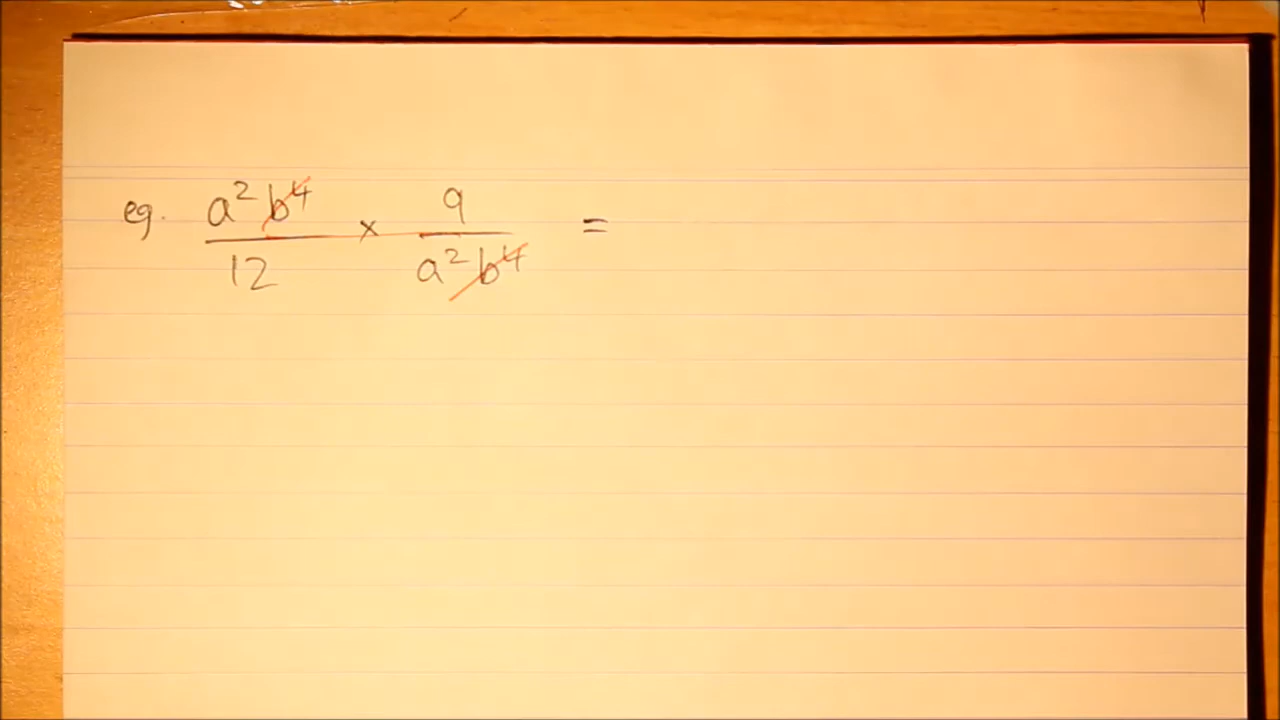 eg. a²b⁴/12 × 9/a²b⁴ =